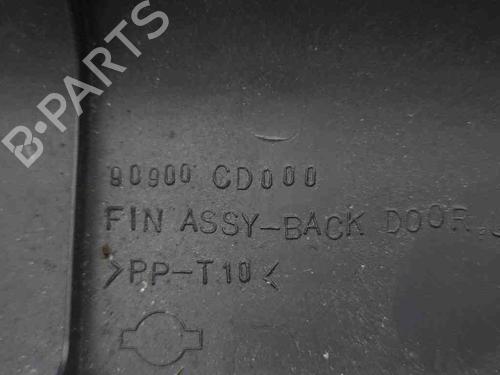 B-PARTS
90900 CD000
FIN ASSY-BACK DOOR
>PP-T10<